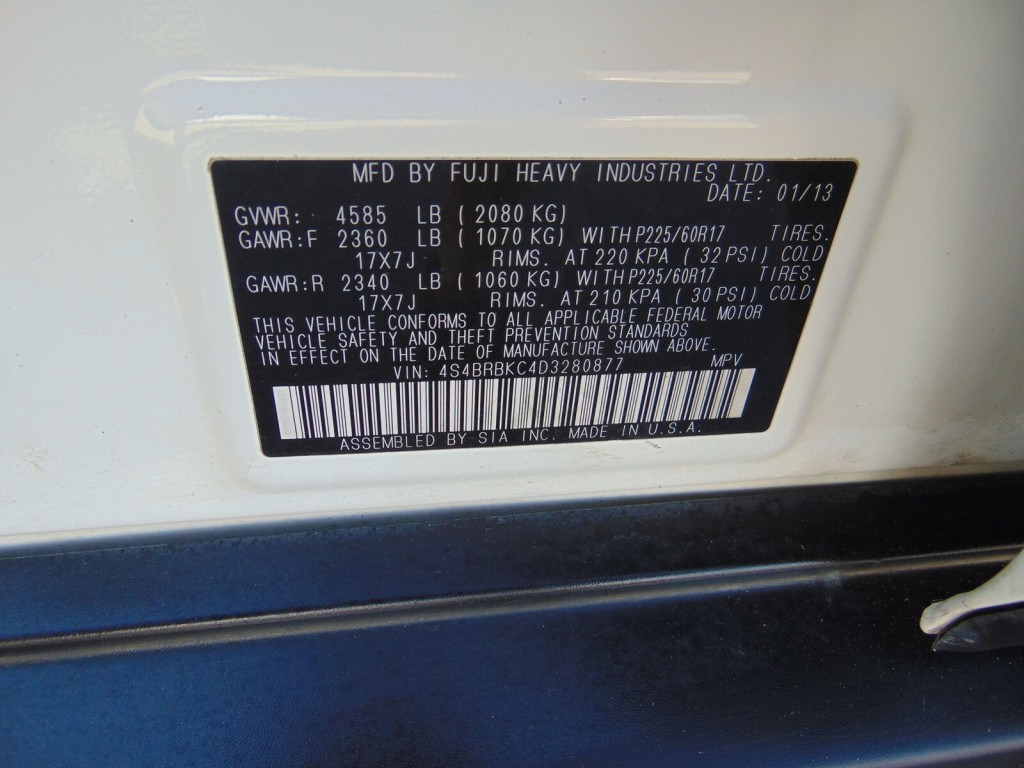 MFD BY FUJI HEAVY INDUSTRIES LTD.
DATE: 01/13
GVWR: 4585 LB (2080 KG)
GAWR:F 2360 LB (1070 KG) WITH P225/60R17 TIRES.
17X7J RIMS. AT 220 KPA (32 PSI) COLD
GAWR:R 2340 LB (1060 KG) WITH P225/60R17 TIRES.
17X7J RIMS. AT 210 KPA (30 PSI) COLD
THIS VEHICLE CONFORMS TO ALL APPLICABLE FEDERAL MOTOR
VEHICLE SAFETY AND THEFT PREVENTION STANDARDS
IN EFFECT ON THE DATE OF MANUFACTURE SHOWN ABOVE.
VIN: 4S4BRBKC4D3280877 MPV
ASSEMBLED BY SIA INC. MADE IN U.S.A.